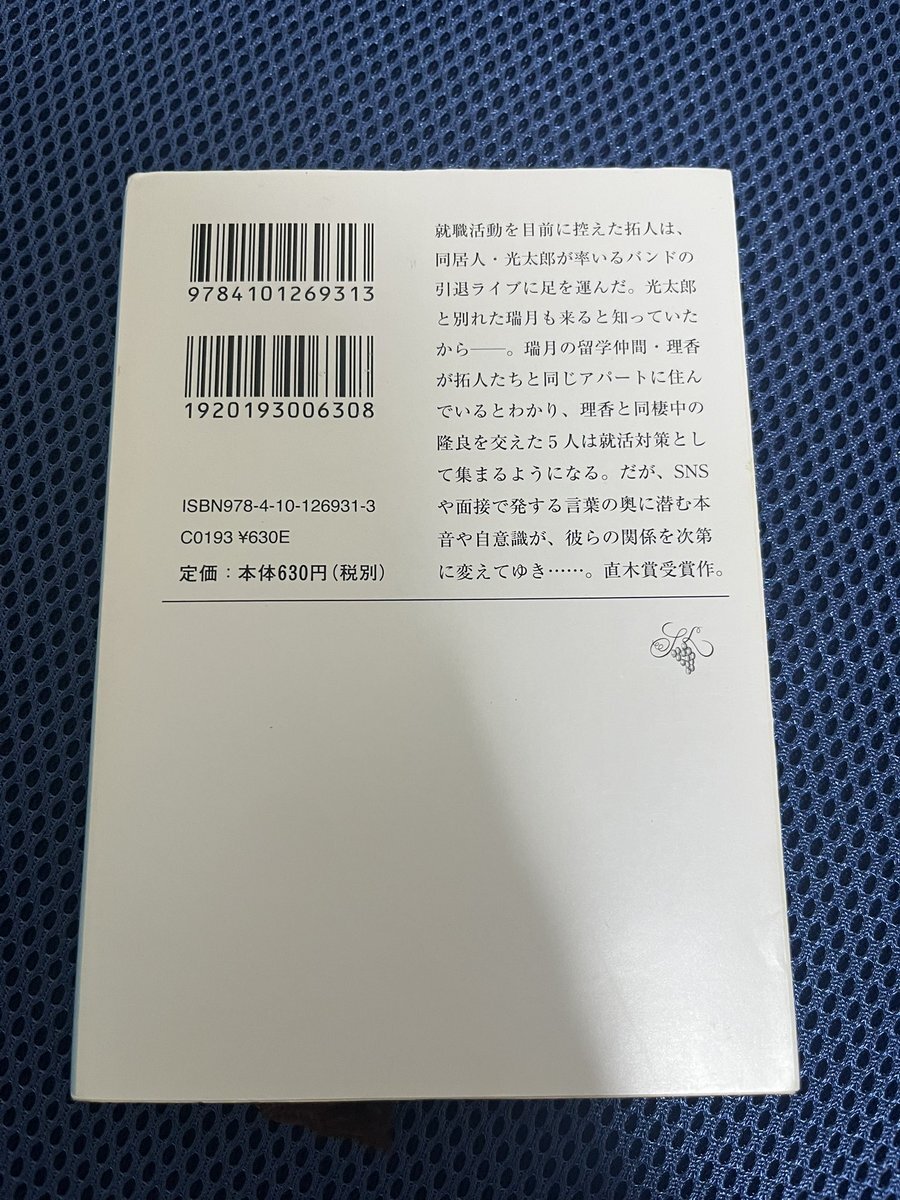 9784101269313
1920193006308
ISBN978-4-10-126931-3
C0193 ¥630E
定価：本体630円(税別)
就職活動を目前に控えた拓人は、
同居人・光太郎が率いるバンドの
引退ライブに足を運んだ。光太郎
と別れた瑞月も来ると知っていた
から――。瑞月の留学仲間・理香
が拓人たちと同じアパートに住ん
でいるとわかり、理香と同棲中の
隆良を交えた５人は就活対策とし
て集まるようになる。だが、SNS
や面接で発する言葉の奥に潜む本
音や自意識が、彼らの関係を次第
に変えてゆき……。直木賞受賞作。